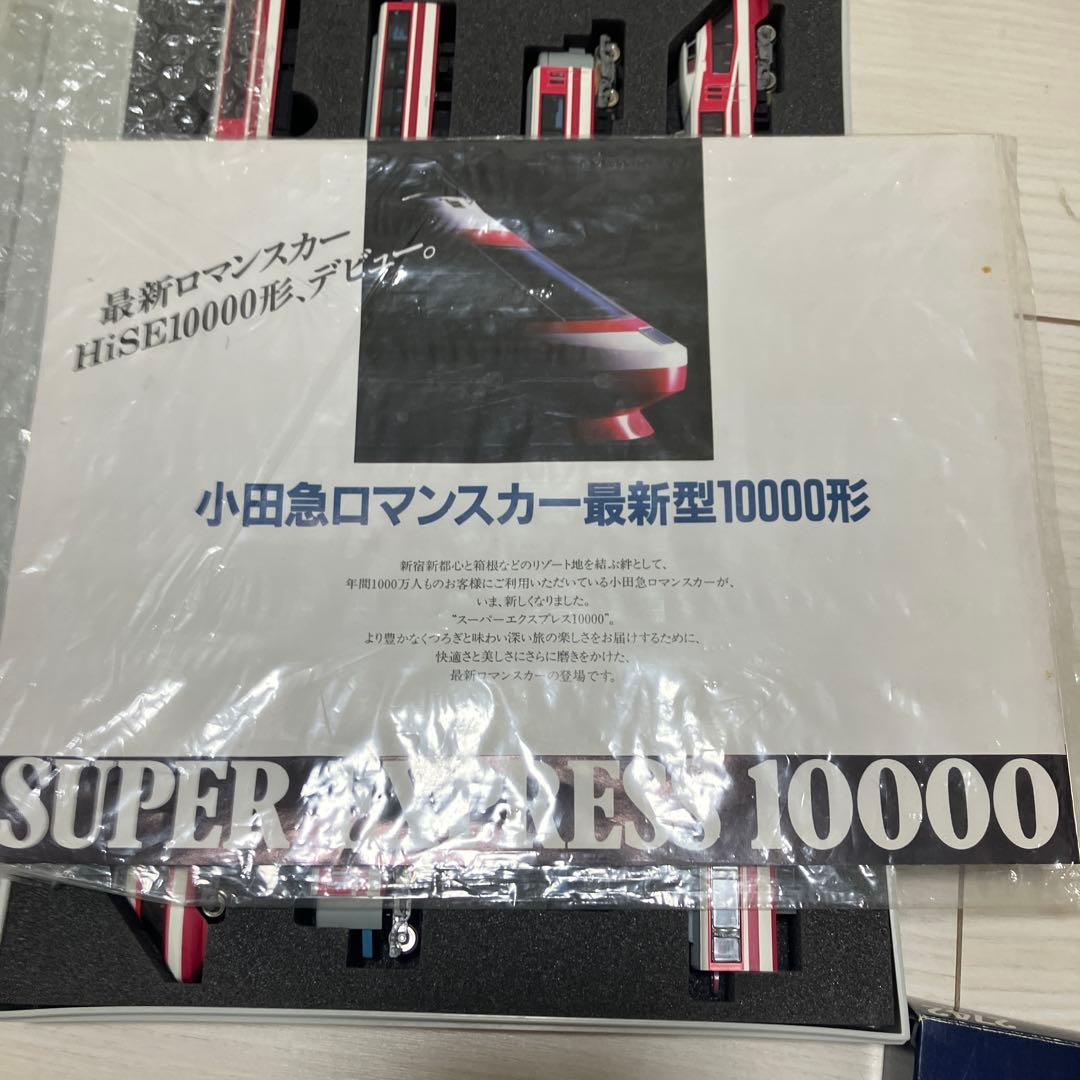 最新ロマンスカー
HiSE10000形、デビュー。
小田急ロマンスカー最新型10000形
新宿新都心と箱根などのリゾート地を結ぶ絆として、
年間1000万人ものお客様にご利用いただいている小田急ロマンスカーが、
いま、新しくなりました。
“スーパーエクスプレス10000”。
より豊かなくつろぎと味わい深い旅の楽しさをお届けするために、
快適さと美しさにさらに磨きをかけた、
最新ロマンスカーの登場です。
SUPER EXPRESS 10000